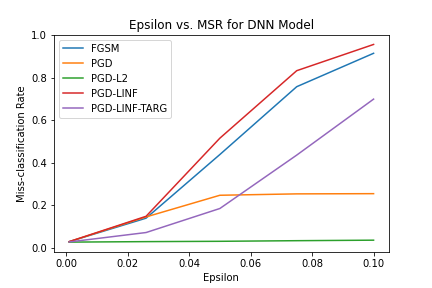 Epsilon vs. MSR for DNN Model
Miss-classification Rate
1.0
0.8
0.6
0.4
0.2
0.0
FGSM
PGD
PGD-L2
PGD-LINF
PGD-LINF-TARG
0.00 0.02 0.04 0.06 0.08 0.10
Epsilon